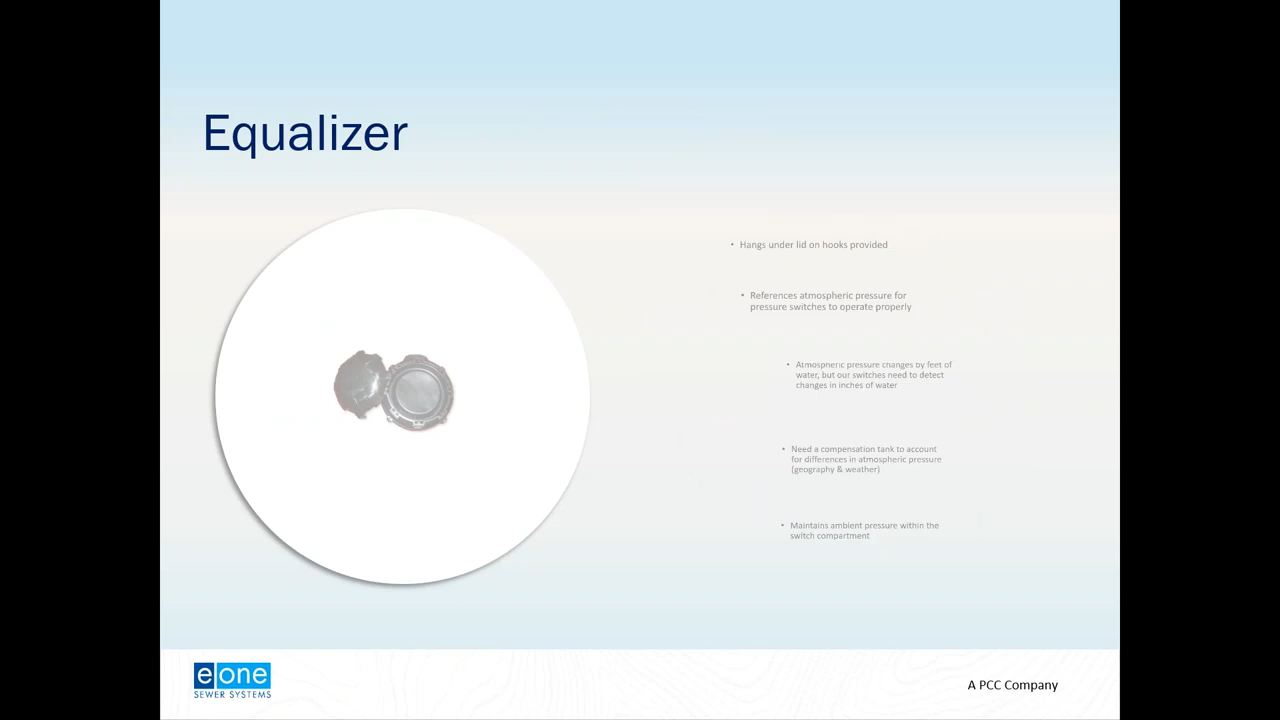 Equalizer
• Hangs under lid on hooks provided
• References atmospheric pressure for
pressure switches to operate properly
• Atmospheric pressure changes by feet of
water, but our switches need to detect
changes in inches of water
• Need a compensation tank to account
for differences in atmospheric pressure
(geography & weather)
• Maintains ambient pressure within the
switch compartment
eone
SEWER SYSTEMS
A PCC Company